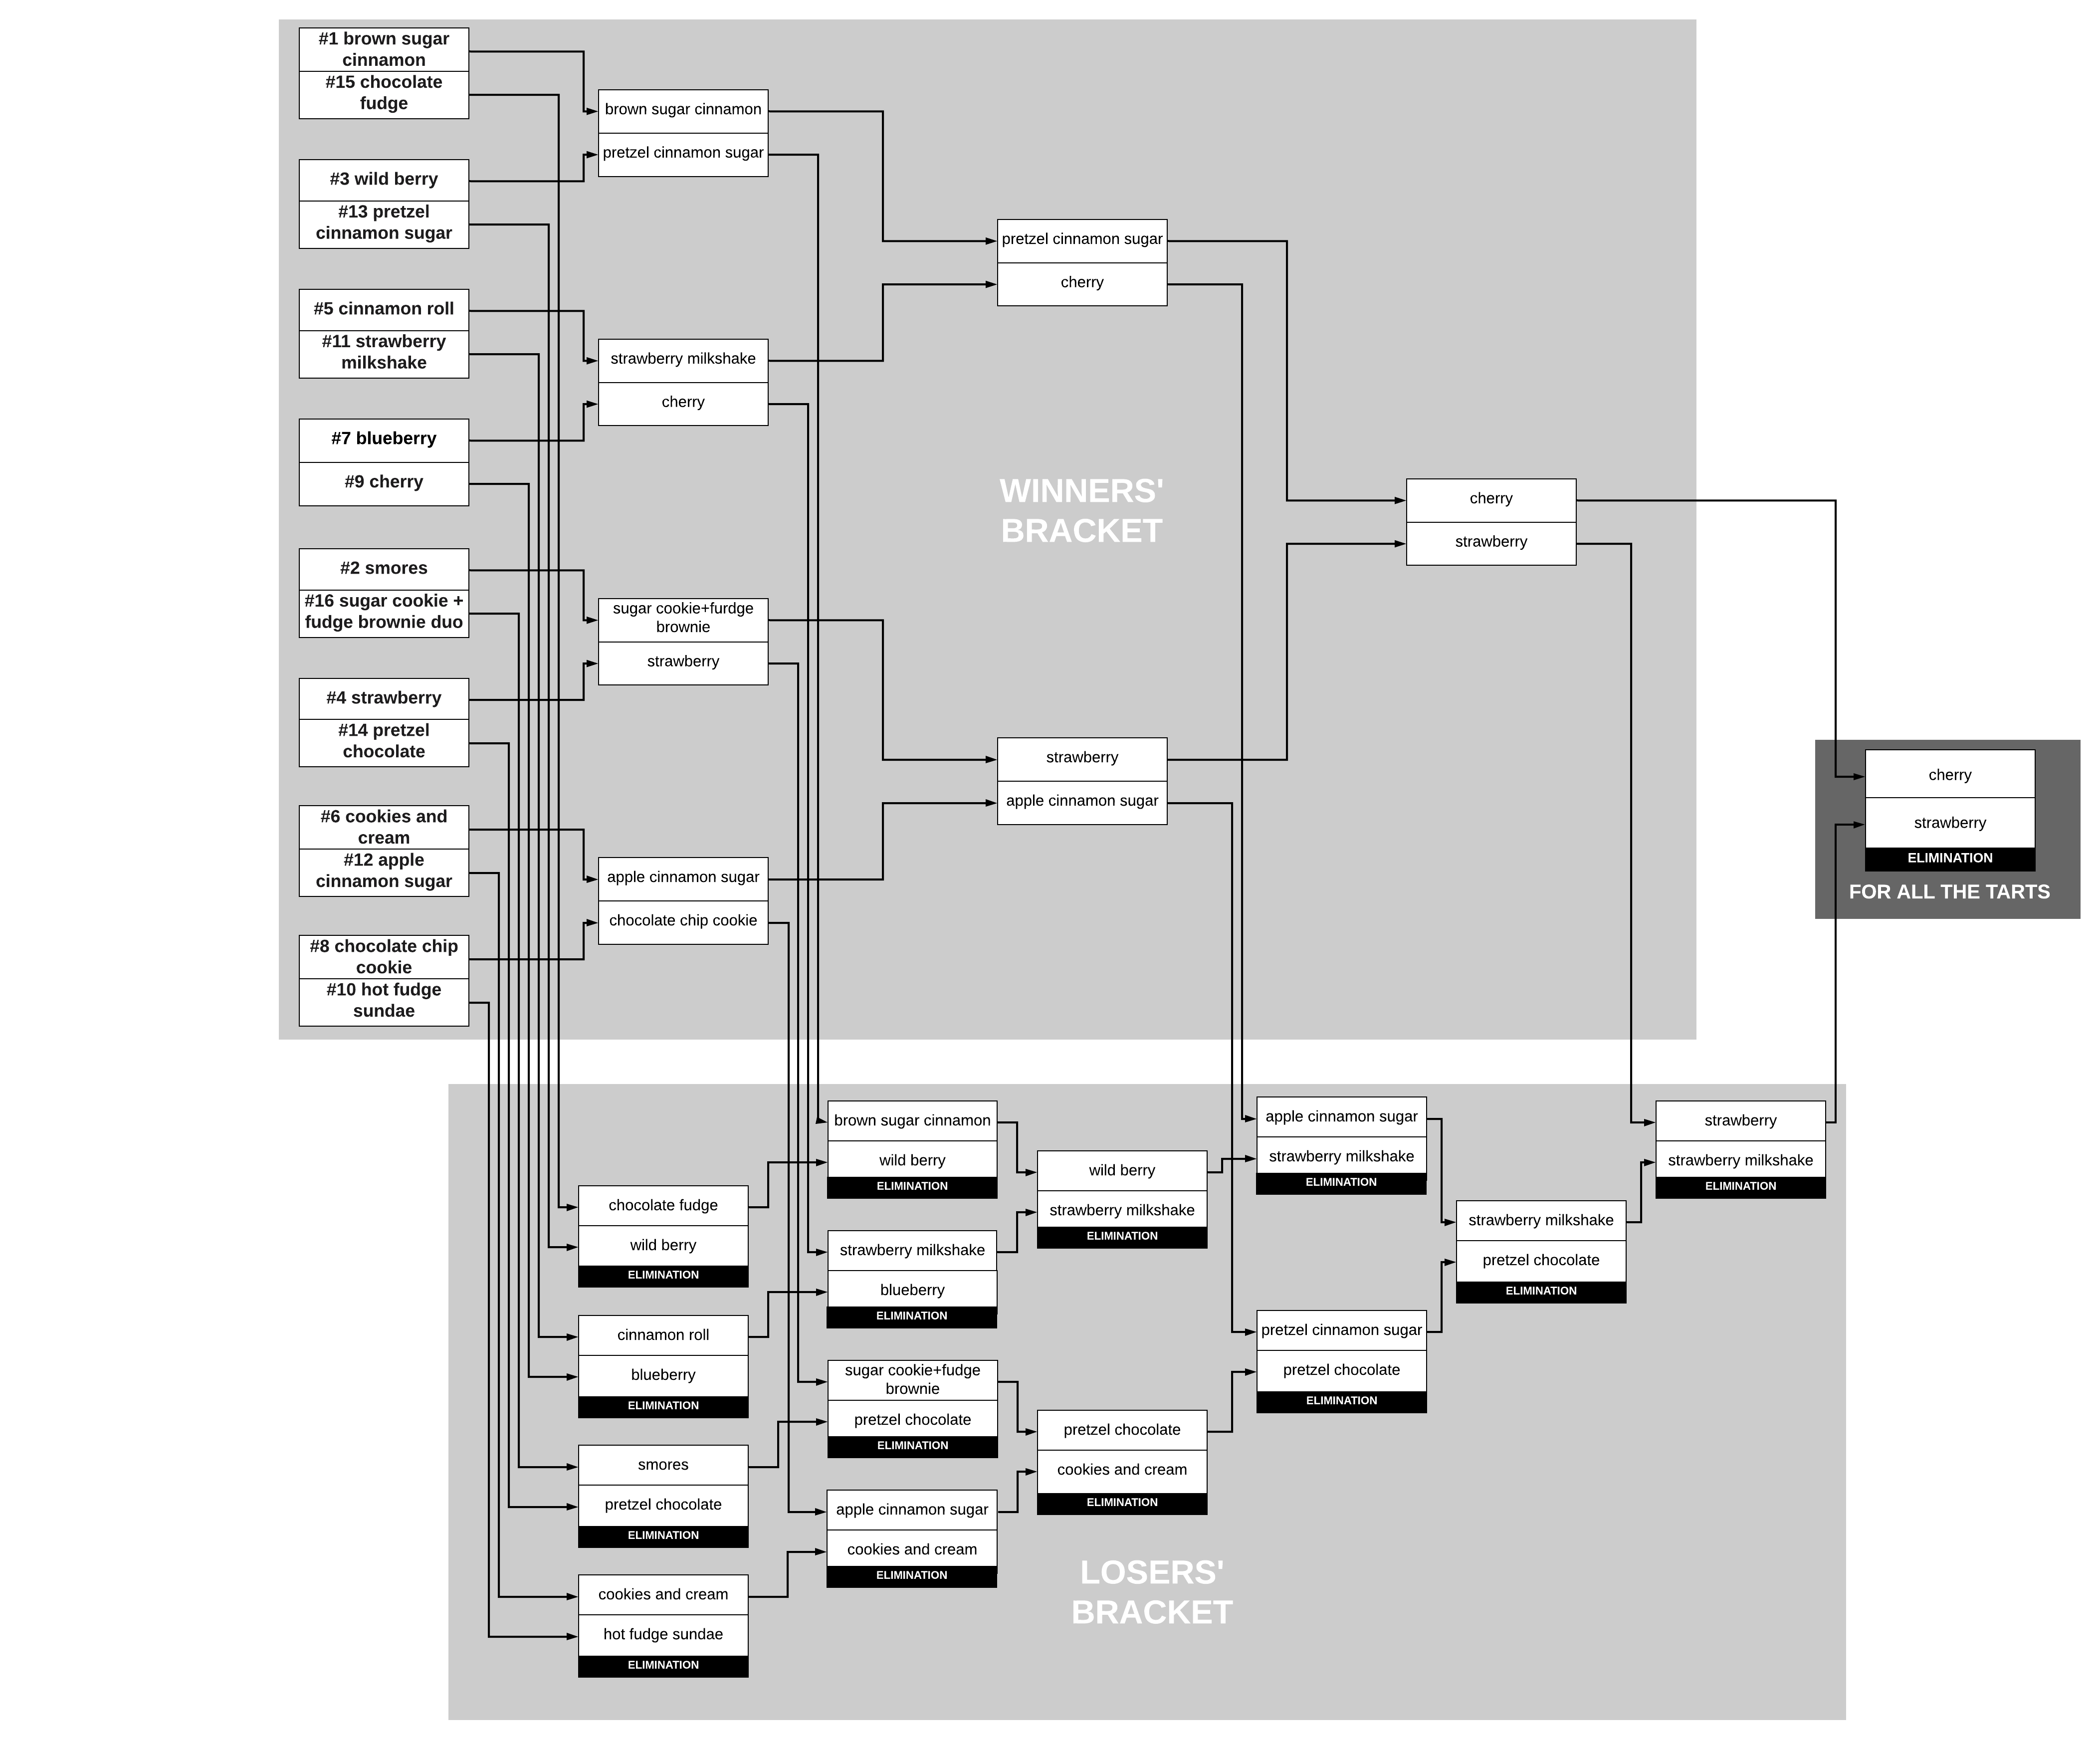 #1 brown sugar
cinnamon
#15 chocolate
fudge
#3 wild berry
#13 pretzel
cinnamon sugar
#5 cinnamon roll
#11 strawberry
milkshake
#7 blueberry
#9 cherry
#2 smores
#16 sugar cookie +
fudge brownie duo
#4 strawberry
#14 pretzel
chocolate
#6 cookies and
cream
#12 apple
cinnamon sugar
#8 chocolate chip
cookie
#10 hot fudge
sundae
brown sugar cinnamon
pretzel cinnamon sugar
strawberry milkshake
cherry
sugar cookie+furdge
brownie
strawberry
apple cinnamon sugar
chocolate chip cookie
pretzel cinnamon sugar
cherry
WINNERS'
BRACKET
strawberry
apple cinnamon sugar
cherry
strawberry
cherry
strawberry
ELIMINATION
FOR ALL THE TARTS
chocolate fudge
wild berry
ELIMINATION
cinnamon roll
blueberry
ELIMINATION
smores
pretzel chocolate
ELIMINATION
cookies and cream
hot fudge sundae
ELIMINATION
brown sugar cinnamon
wild berry
ELIMINATION
strawberry milkshake
blueberry
ELIMINATION
sugar cookie+fudge
brownie
pretzel chocolate
ELIMINATION
apple cinnamon sugar
cookies and cream
ELIMINATION
wild berry
strawberry milkshake
ELIMINATION
pretzel chocolate
cookies and cream
ELIMINATION
LOSERS'
BRACKET
apple cinnamon sugar
strawberry milkshake
ELIMINATION
pretzel cinnamon sugar
pretzel chocolate
ELIMINATION
strawberry milkshake
pretzel chocolate
ELIMINATION
strawberry
strawberry milkshake
ELIMINATION